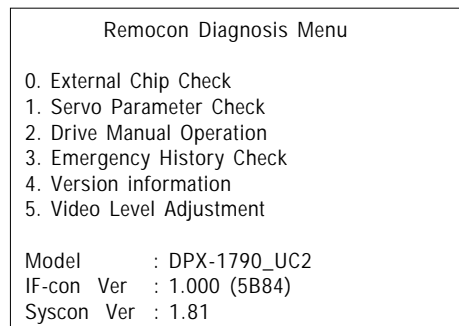 Remocon Diagnosis Menu
0. External Chip Check
1. Servo Parameter Check
2. Drive Manual Operation
3. Emergency History Check
4. Version information
5. Video Level Adjustment
Model : DPX-1790_UC2
IF-con Ver : 1.000 (5B84)
Syscon Ver : 1.81